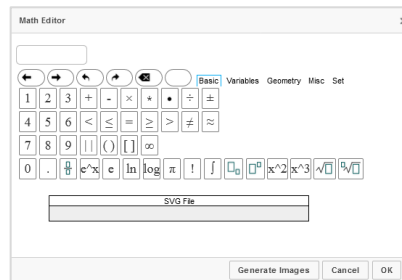 Math Editor
Basic Variables Geometry Misc Set
1 2 3 + - × * • ÷ ±
4 5 6 < ≤ = ≥ > ≠ ≈
7 8 9 | | ( ) [ ] ∞
0 . e^x e ln log π ! ∫ x^2 x^3 √ √
SVG File
Generate Images Cancel OK